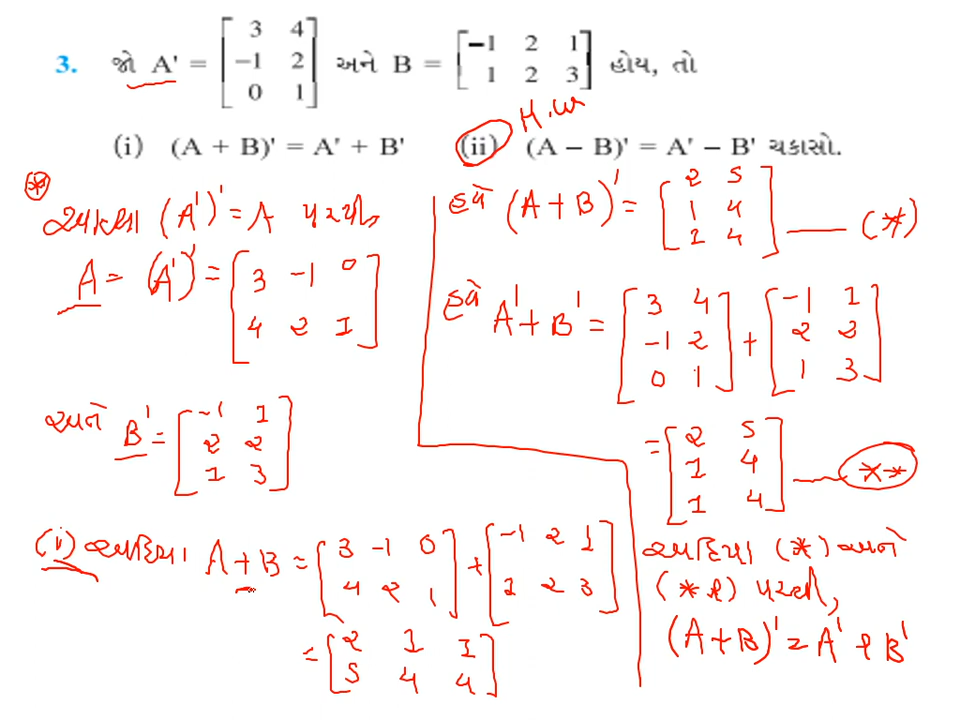 3. જો A' = [3 4; -1 2; 0 1] અને B = [-1 2 1; 1 2 3] હોય, તો
H.W
(i) (A + B)' = A' + B' (ii) (A – B)' = A' – B' ચકાસો.
(A')' = A પરથી
A = (A')' = [3 -1 0; 4 2 1]
અને B' = [-1 1; 2 2; 1 3]
(i) A+B = [3 -1 0; 4 2 1] + [-1 2 1; 1 2 3]
= [2 1 1; 5 4 4]
હવે (A+B)' = [2 5; 1 4; 1 4] — (*)
હવે A'+B' = [3 4; -1 2; 0 1] + [-1 1; 2 2; 1 3]
= [2 5; 1 4; 1 4] — **
(*) અને
(**) પરથી,
(A+B)' = A' + B'